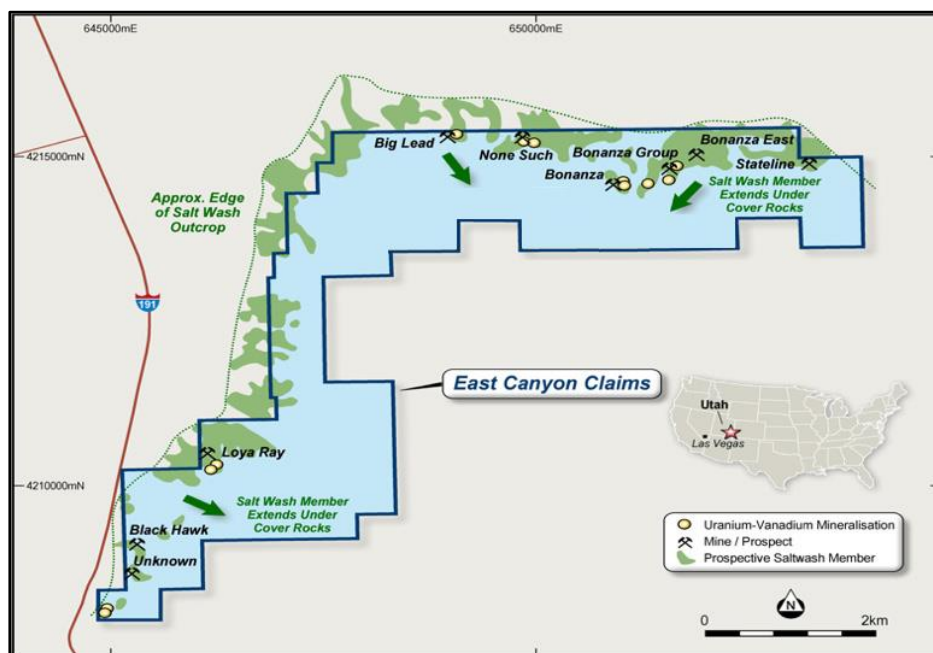 645000mE
650000mE
4215000mN
Big Lead
None Such
Bonanza Group
Bonanza East
Bonanza
Stateline
Salt Wash Member
Extends Under
Cover Rocks
Approx. Edge
of Salt Wash
Outcrop
191
East Canyon Claims
Utah
Las Vegas
Loya Ray
4210000mN
Salt Wash Member
Extends Under
Cover Rocks
Black Hawk
Unknown
Uranium-Vanadium Mineralisation
Mine / Prospect
Prospective Saltwash Member
N
0
2km